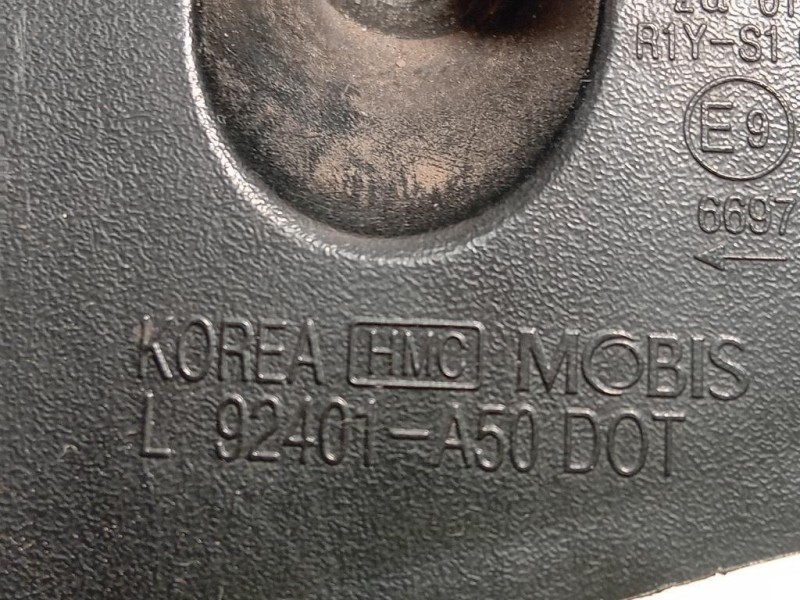 R1Y-S1
E9
6697
KOREA HMC MOBIS
L 92401-A50 DOT